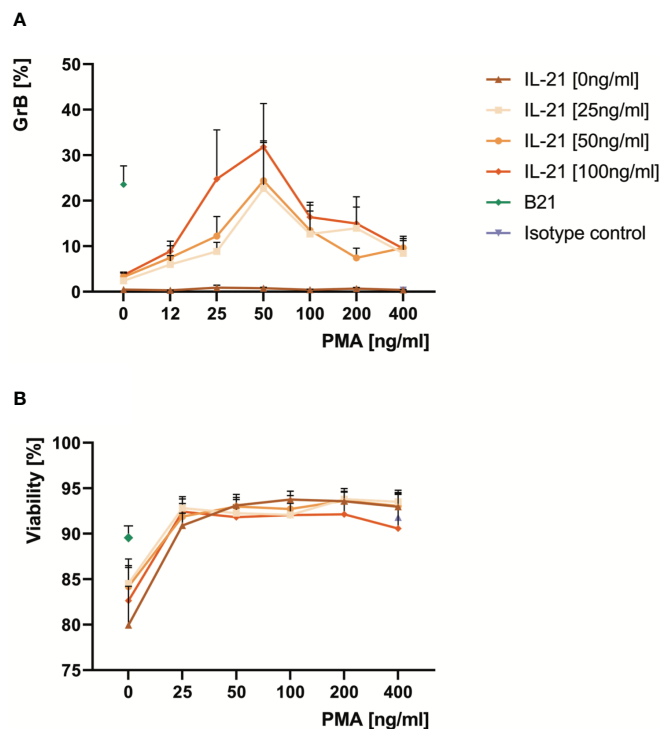 A
GrB [%]
50
40
30
20
10
0
0 12 25 50 100 200 400
PMA [ng/ml]
IL-21 [0ng/ml]
IL-21 [25ng/ml]
IL-21 [50ng/ml]
IL-21 [100ng/ml]
B21
Isotype control
B
Viability [%]
100
95
90
85
80
75
0 25 50 100 200 400
PMA [ng/ml]